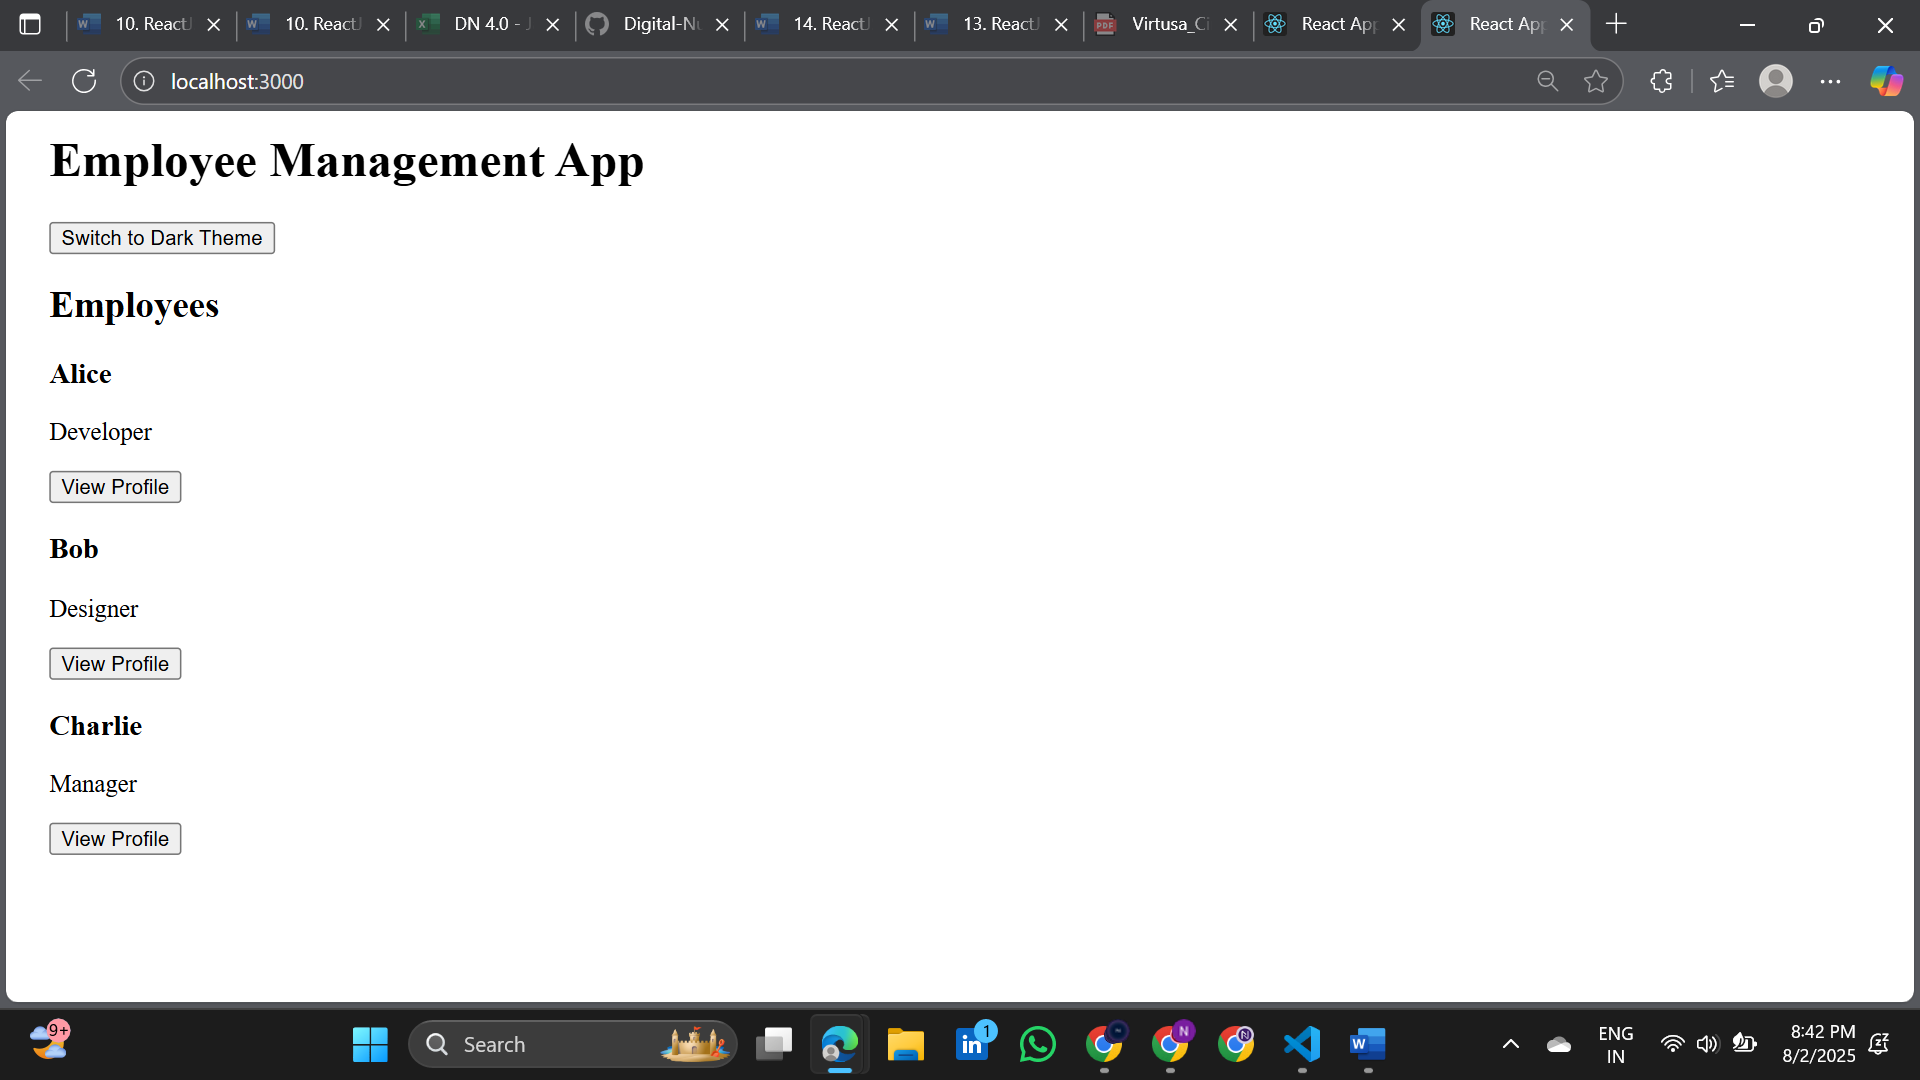 10. ReactJ
10. ReactJ
DN 4.0 - J
Digital-Nu
14. ReactJ
13. ReactJ
PDF
Virtusa_Ci
React App
React App
localhost:3000
Employee Management App
Switch to Dark Theme
Employees
Alice
Developer
View Profile
Bob
Designer
View Profile
Charlie
Manager
View Profile
9+
Search
1
N
N
ENG
IN
8:42 PM
8/2/2025